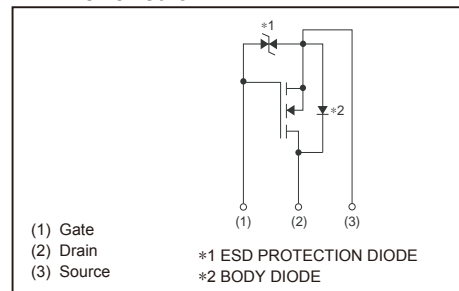 *1
*2
(1)
(2)
(3)
(1) Gate
(2) Drain
(3) Source
*1 ESD PROTECTION DIODE
*2 BODY DIODE